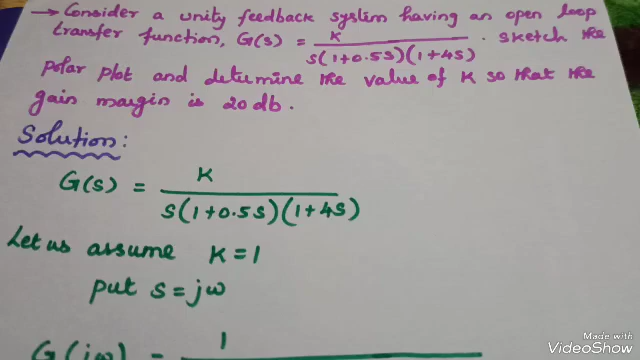 → Consider a unity feedback system having an open loop
transfer function, G(s) = K / s(1+0.5s)(1+4s) . sketch the
polar plot and determine the value of K so that the
gain margin is 20 db.
Solution:
G(s) = K / s(1+0.5s)(1+4s)
Let us assume K = 1
put s = jω
G(jω) = 1
Made with
VideoShow